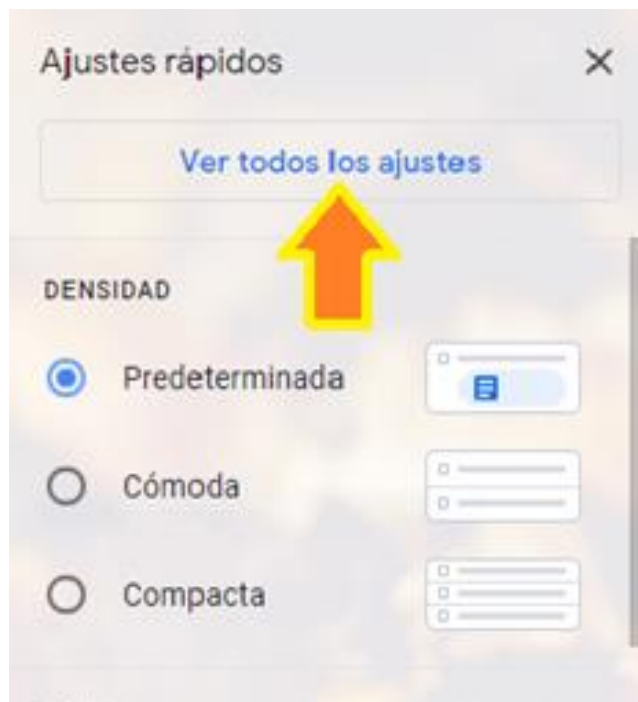 Ajustes rápidos
Ver todos los ajustes
DENSIDAD
Predeterminada
Cómoda
Compacta